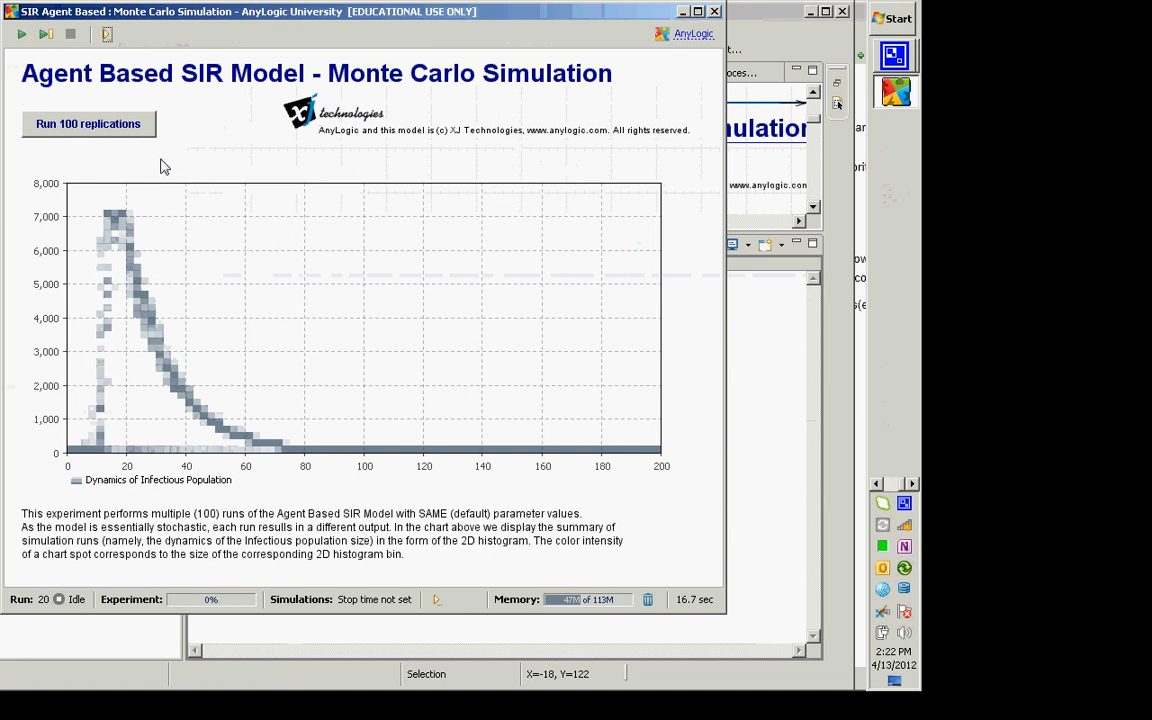 SIR Agent Based : Monte Carlo Simulation - AnyLogic University [EDUCATIONAL USE ONLY]
Start
AnyLogic
t...
ocес...
Agent Based SIR Model - Monte Carlo Simulation
Run 100 replications
XJ technologies
AnyLogic and this model is (c) XJ Technologies, www.anylogic.com. All rights reserved.
mulation
www.anylogic.com
8,000
7,000
6,000
5,000
4,000
3,000
2,000
1,000
0
0 20 40 60 80 100 120 140 160 180 200
Dynamics of Infectious Population
This experiment performs multiple (100) runs of the Agent Based SIR Model with SAME (default) parameter values.
As the model is essentially stochastic, each run results in a different output. In the chart above we display the summary of
simulation runs (namely, the dynamics of the Infectious population size) in the form of the 2D histogram. The color intensity
of a chart spot corresponds to the size of the corresponding 2D histogram bin.
Run: 20 Idle Experiment: 0% Simulations: Stop time not set Memory: 47M of 113M 16.7 sec
Selection X=-18, Y=122
2:22 PM
4/13/2012